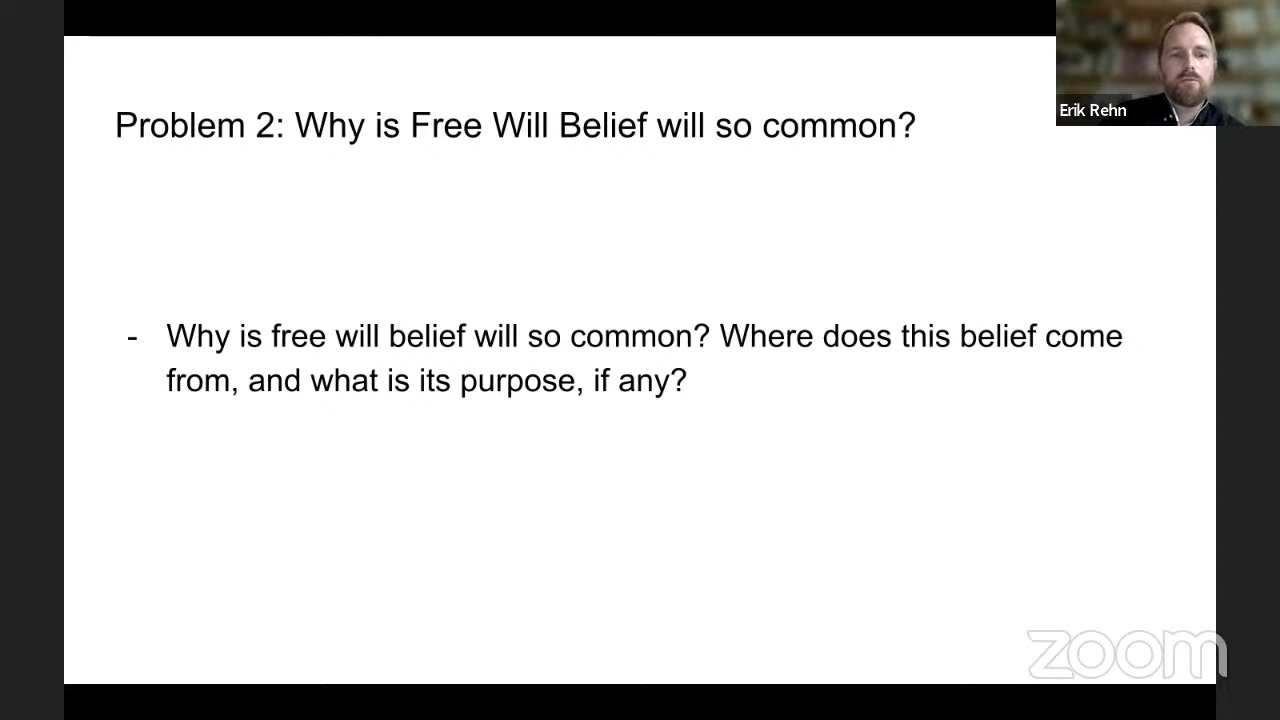 Erik Rehn
Problem 2: Why is Free Will Belief will so common?
- Why is free will belief will so common? Where does this belief come
from, and what is its purpose, if any?
zoom